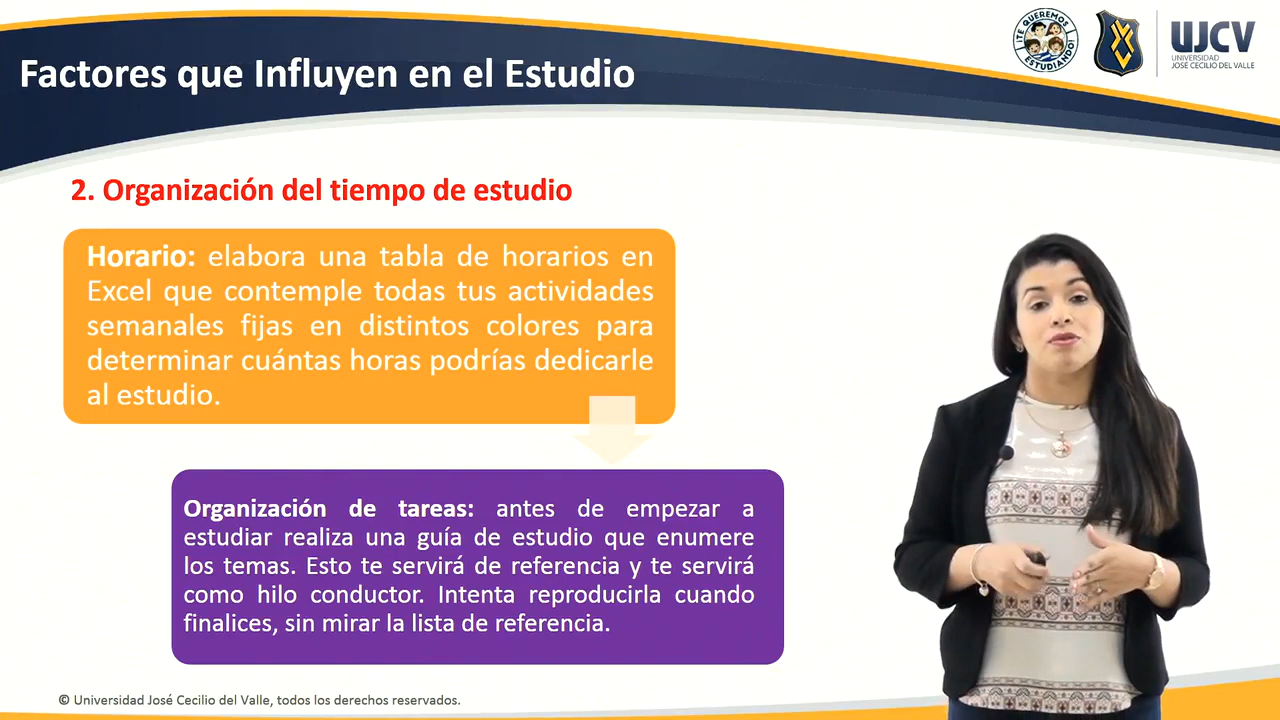 Factores que Influyen en el Estudio
¡TE QUEREMOS
ESTUDIANDO!
UJCV
UNIVERSIDAD
JOSÉ CECILIO DEL VALLE
2. Organización del tiempo de estudio
Horario: elabora una tabla de horarios en
Excel que contemple todas tus actividades
semanales fijas en distintos colores para
determinar cuántas horas podrías dedicarle
al estudio.
Organización de tareas: antes de empezar a
estudiar realiza una guía de estudio que enumere
los temas. Esto te servirá de referencia y te servirá
como hilo conductor. Intenta reproducirla cuando
finalices, sin mirar la lista de referencia.
© Universidad José Cecilio del Valle, todos los derechos reservados.